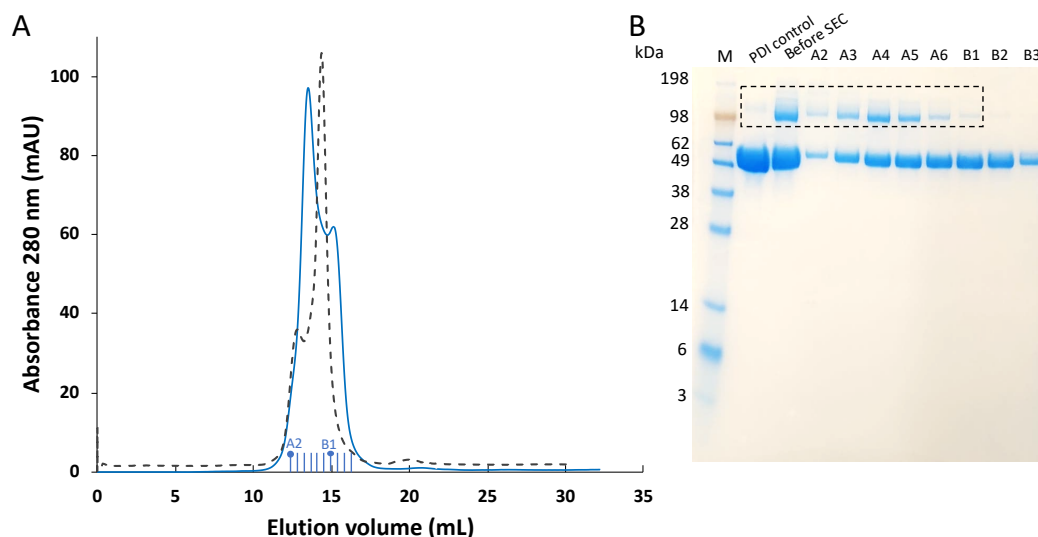 A
Absorbance 280 nm (mAU)
100
80
60
40
20
0
A2
B1
0 5 10 15 20 25 30 35
Elution volume (mL)
B
kDa
M PDI control Before SEC A2 A3 A4 A5 A6 B1 B2 B3
198
98
62
49
38
28
14
6
3